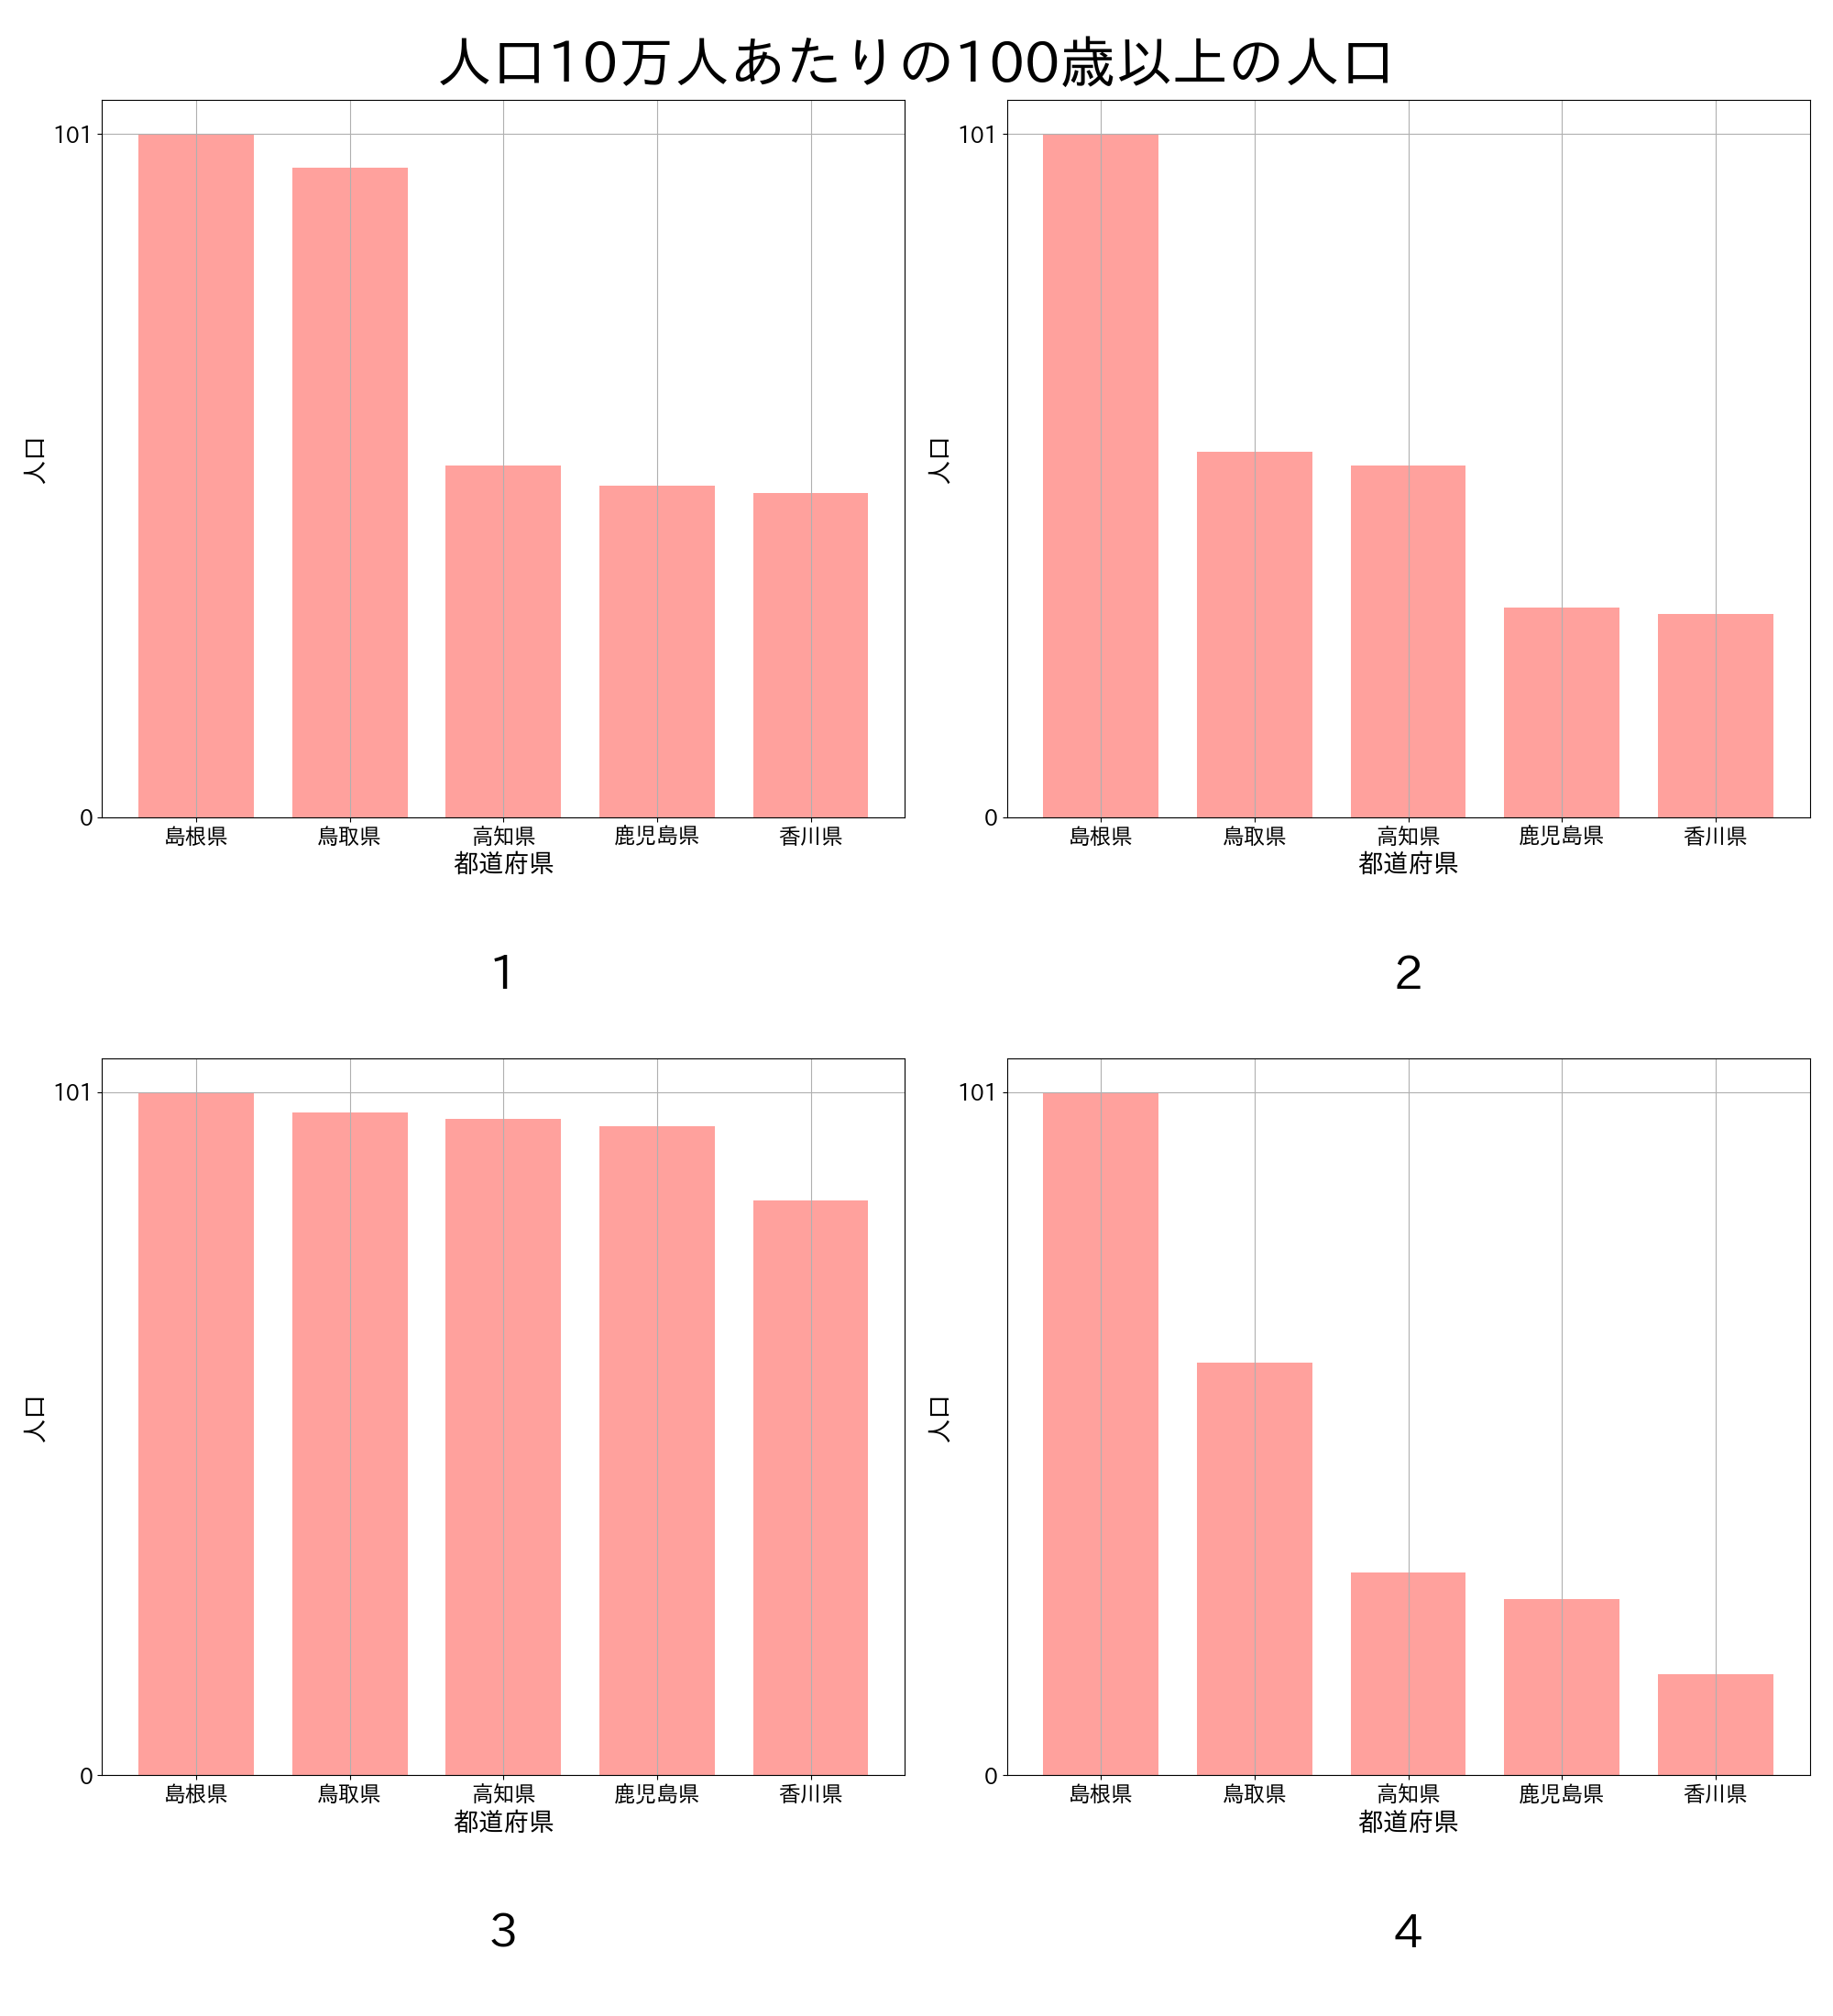 人口10万人あたりの100歳以上の人口
101
0
人口
島根県 鳥取県 高知県 鹿児島県 香川県
都道府県
1
101
0
人口
島根県 鳥取県 高知県 鹿児島県 香川県
都道府県
2
101
0
人口
島根県 鳥取県 高知県 鹿児島県 香川県
都道府県
3
101
0
人口
島根県 鳥取県 高知県 鹿児島県 香川県
都道府県
4